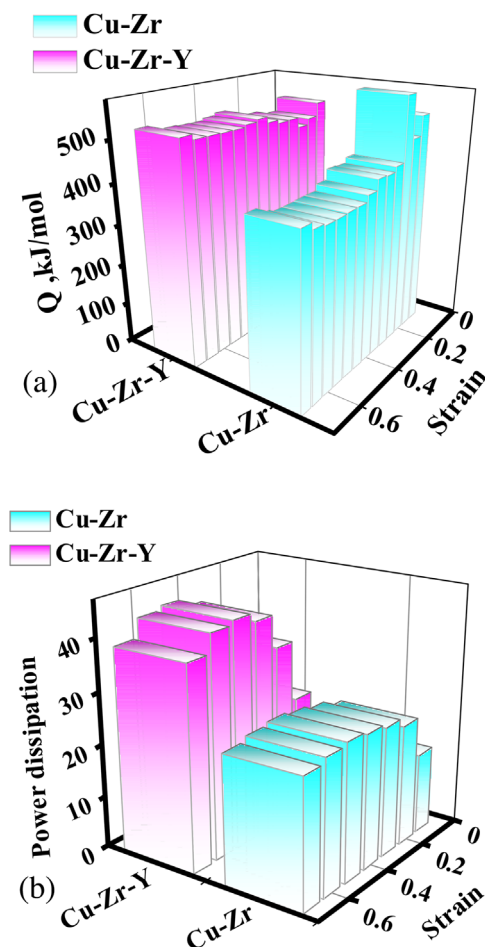 Cu-Zr
Cu-Zr-Y
Q ,kJ/mol
500
400
300
200
100
0
Cu-Zr-Y
Cu-Zr
0
0.2
0.4
0.6
Strain
(a)
Cu-Zr
Cu-Zr-Y
Power dissipation
40
30
20
10
0
Cu-Zr-Y
Cu-Zr
0
0.2
0.4
0.6
Strain
(b)